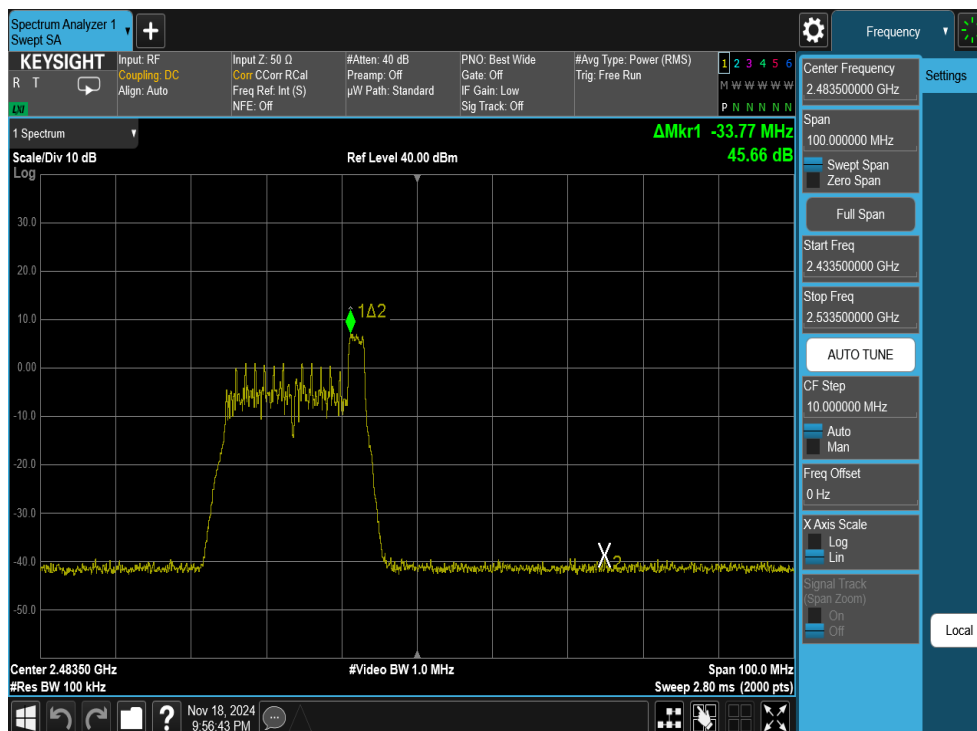 Spectrum Analyzer 1
Swept SA
+
Frequency
KEYSIGHT
R T
LXI
Input: RF
Coupling: DC
Align: Auto
Input Z: 50 Ω
Corr CCorr RCal
Freq Ref: Int (S)
NFE: Off
#Atten: 40 dB
Preamp: Off
µW Path: Standard
PNO: Best Wide
Gate: Off
IF Gain: Low
Sig Track: Off
#Avg Type: Power (RMS)
Trig: Free Run
1 2 3 4 5 6
M W W W W W
P N N N N N
1 Spectrum
ΔMkr1 -33.77 MHz
45.66 dB
Scale/Div 10 dB
Ref Level 40.00 dBm
Log
30.0
20.0
10.0
0.00
-10.0
-20.0
-30.0
-40.0
-50.0
1Δ2
X2
Center 2.48350 GHz
#Video BW 1.0 MHz
Span 100.0 MHz
#Res BW 100 kHz
Sweep 2.80 ms (2000 pts)
?
Nov 18, 2024
9:56:43 PM
Center Frequency
2.483500000 GHz
Settings
Span
100.000000 MHz
Swept Span
Zero Span
Full Span
Start Freq
2.433500000 GHz
Stop Freq
2.533500000 GHz
AUTO TUNE
CF Step
10.000000 MHz
Auto
Man
Freq Offset
0 Hz
X Axis Scale
Log
Lin
Signal Track
(Span Zoom)
On
Off
Local